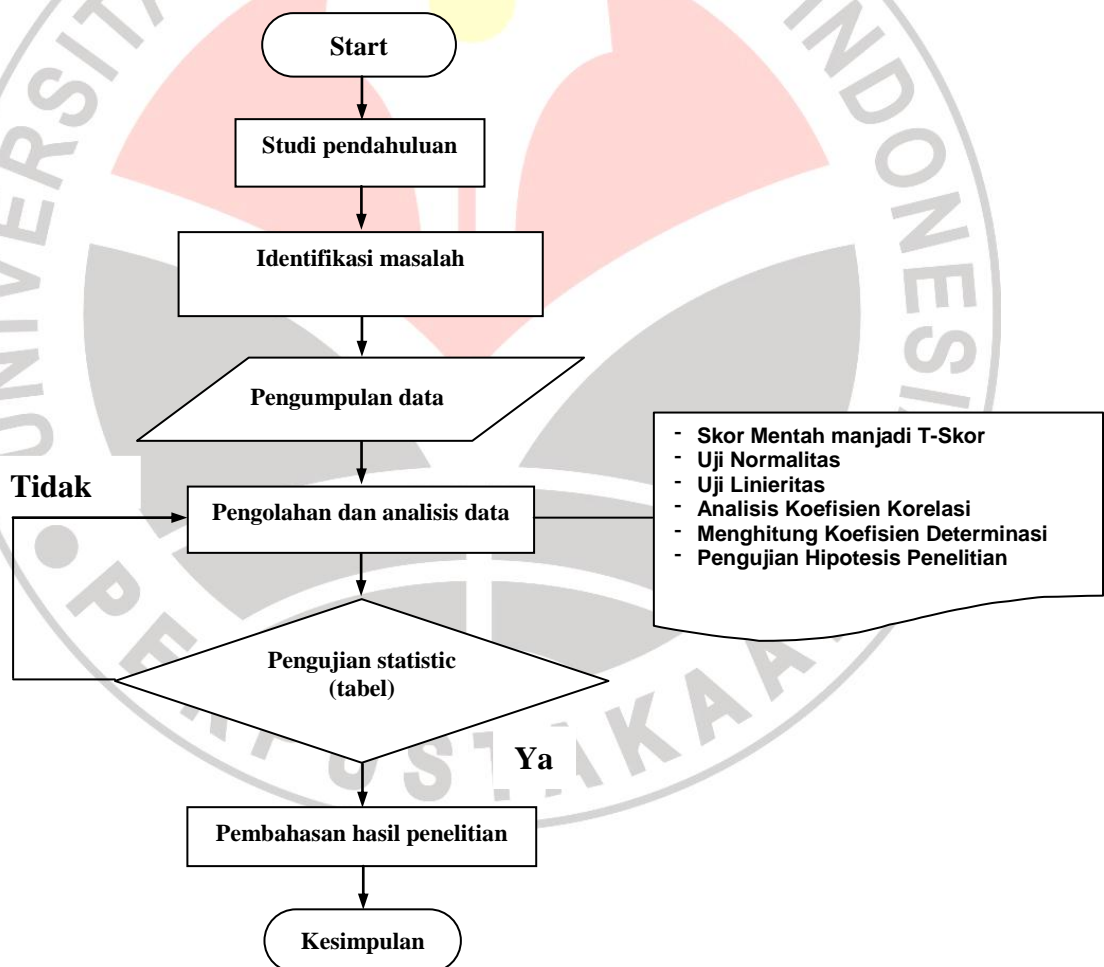 Start
Studi pendahuluan
Identifikasi masalah
Pengumpulan data
Tidak
Pengolahan dan analisis data
- Skor Mentah manjadi T-Skor
- Uji Normalitas
- Uji Linieritas
- Analisis Koefisien Korelasi
- Menghitung Koefisien Determinasi
- Pengujian Hipotesis Penelitian
Pengujian statistic
(tabel)
Ya
Pembahasan hasil penelitian
Kesimpulan
INDONESIA